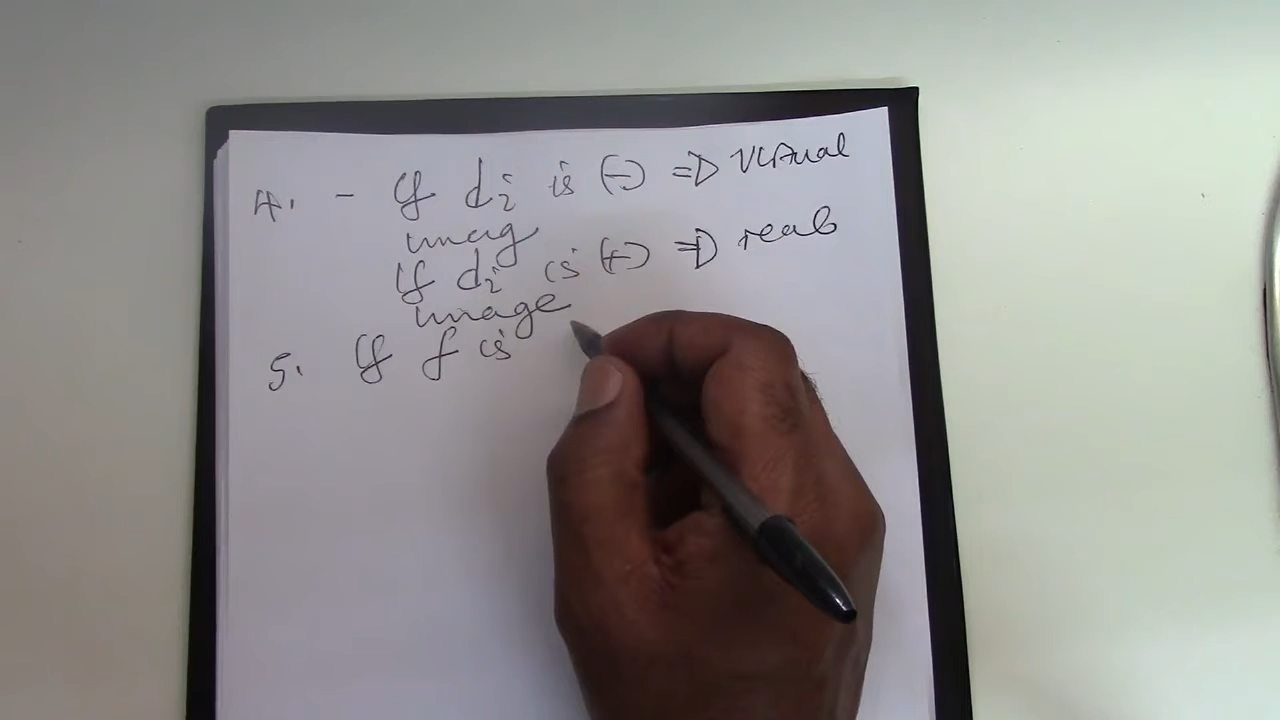 4. - If di is (-) => Virtual
imag
If di is (+) => real
image
5. If f is